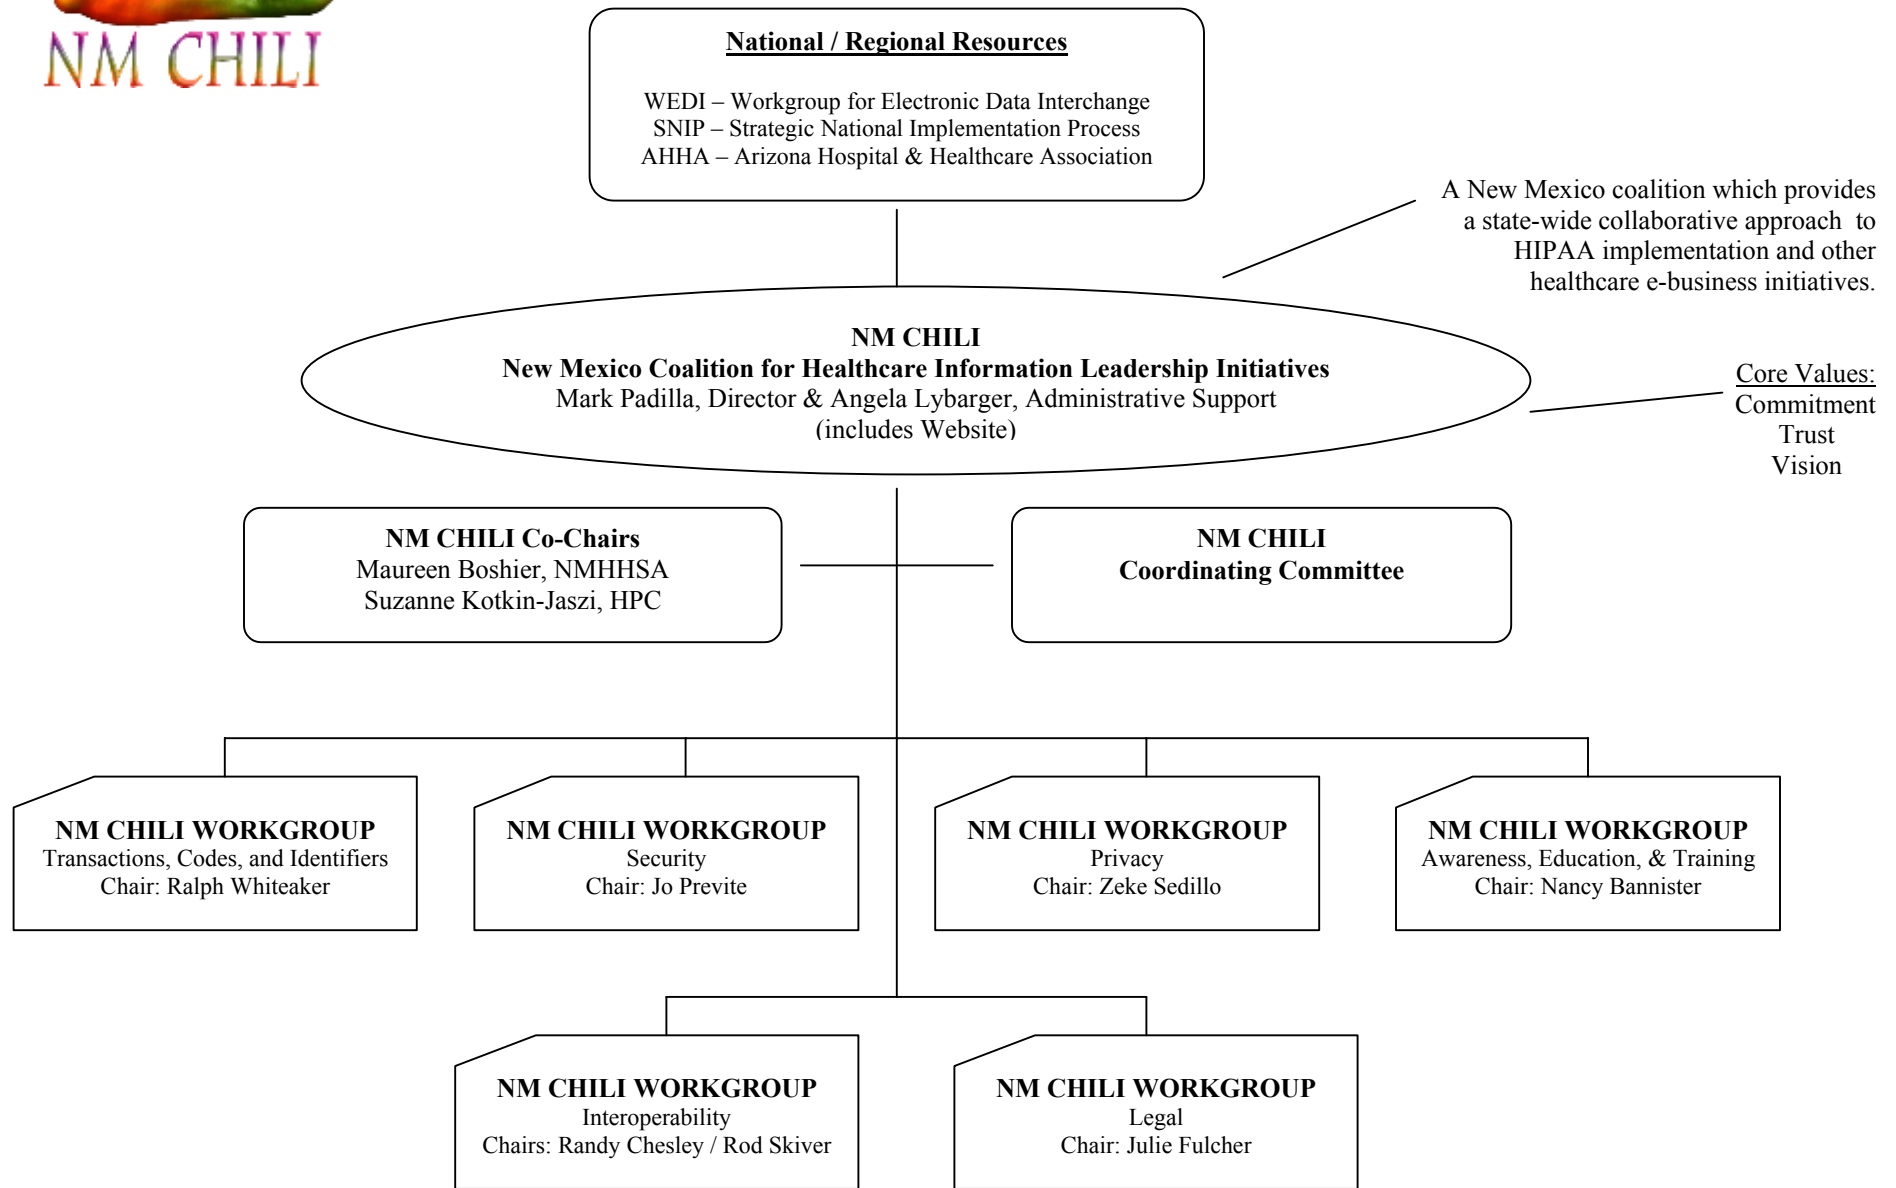 NM CHILI
National / Regional Resources
WEDI – Workgroup for Electronic Data Interchange
SNIP – Strategic National Implementation Process
AHHA – Arizona Hospital & Healthcare Association
A New Mexico coalition which provides
a state-wide collaborative approach to
HIPAA implementation and other
healthcare e-business initiatives.
NM CHILI
New Mexico Coalition for Healthcare Information Leadership Initiatives
Mark Padilla, Director & Angela Lybarger, Administrative Support
(includes Website)
Core Values:
Commitment
Trust
Vision
NM CHILI Co-Chairs
Maureen Boshier, NMHHSA
Suzanne Kotkin-Jaszi, HPC
NM CHILI
Coordinating Committee
NM CHILI WORKGROUP
Transactions, Codes, and Identifiers
Chair: Ralph Whiteaker
NM CHILI WORKGROUP
Security
Chair: Jo Previte
NM CHILI WORKGROUP
Privacy
Chair: Zeke Sedillo
NM CHILI WORKGROUP
Awareness, Education, & Training
Chair: Nancy Bannister
NM CHILI WORKGROUP
Interoperability
Chairs: Randy Chesley / Rod Skiver
NM CHILI WORKGROUP
Legal
Chair: Julie Fulcher